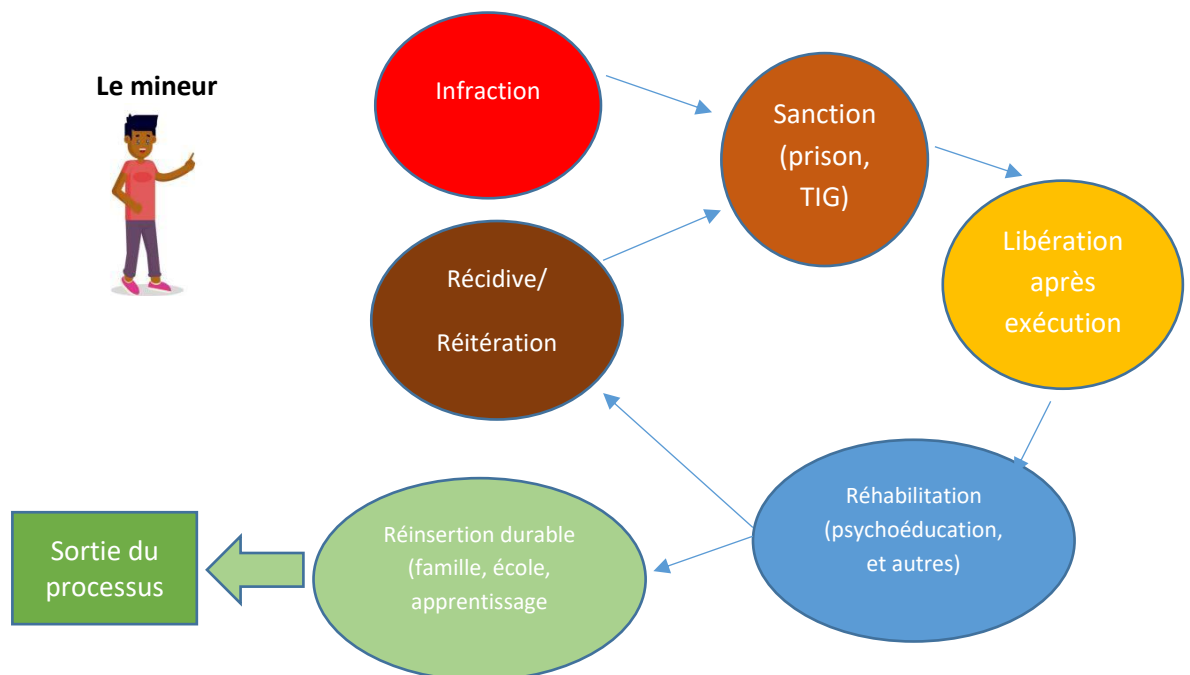 Le mineur
Infraction
Sanction
(prison,
TIG)
Libération
après
exécution
Récidive/
Réitération
Réhabilitation
(psychoéducation,
et autres)
Réinsertion durable
(famille, école,
apprentissage
Sortie du
processus